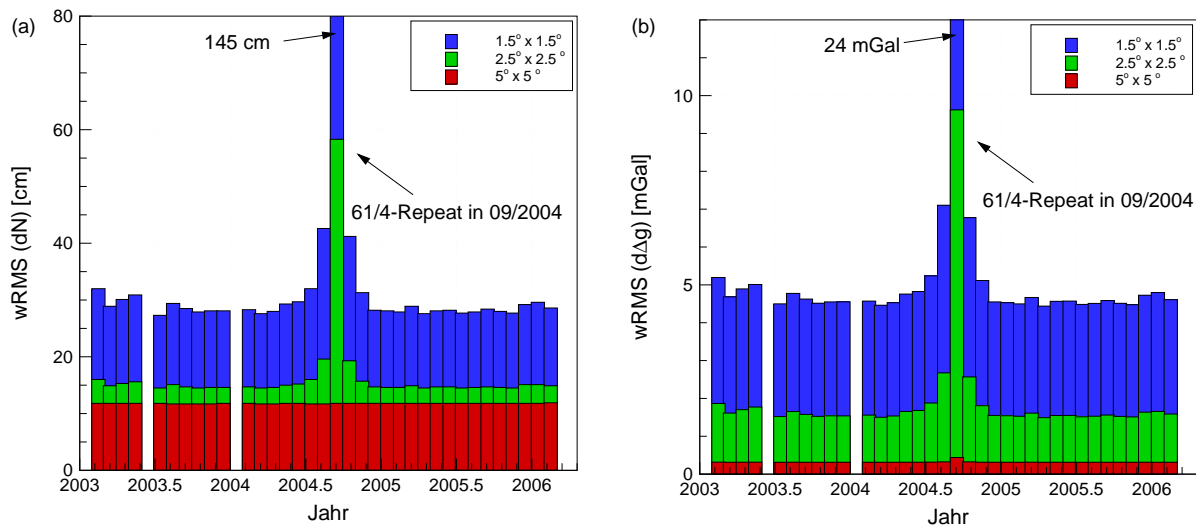 (a)
wRMS (dN) [cm]
80
60
40
20
0
145 cm
1.5° x 1.5°
2.5° x 2.5 °
5° x 5 °
61/4-Repeat in 09/2004
2003 2003.5 2004 2004.5 2005 2005.5 2006
Jahr
(b)
wRMS (dΔg) [mGal]
10
5
0
24 mGal
1.5° x 1.5°
2.5° x 2.5 °
5° x 5 °
61/4-Repeat in 09/2004
2003 2003.5 2004 2004.5 2005 2005.5 2006
Jahr